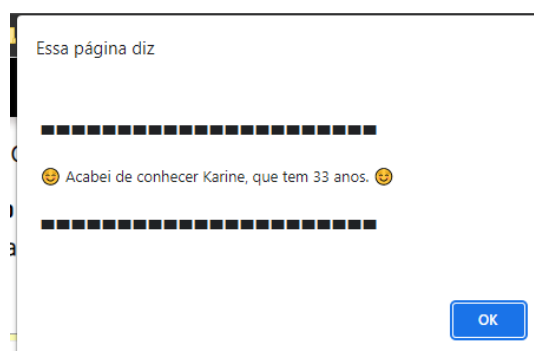 Essa página diz
▄▄▄▄▄▄▄▄▄▄▄▄▄▄▄▄▄▄▄▄▄▄
😊 Acabei de conhecer Karine, que tem 33 anos. 😊
▄▄▄▄▄▄▄▄▄▄▄▄▄▄▄▄▄▄▄▄▄▄
OK